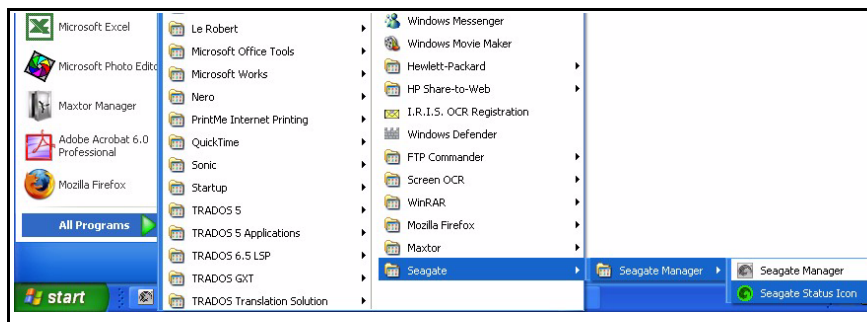 Microsoft Excel
Microsoft Photo Edito
Maxtor Manager
Adobe Acrobat 6.0
Professional
Mozilla Firefox
All Programs
start
Le Robert
Microsoft Office Tools
Microsoft Works
Nero
PrintMe Internet Printing
QuickTime
Sonic
Startup
TRADOS 5
TRADOS 5 Applications
TRADOS 6.5 LSP
TRADOS GXT
TRADOS Translation Solution
Windows Messenger
Windows Movie Maker
Hewlett-Packard
HP Share-to-Web
I.R.I.S. OCR Registration
Windows Defender
FTP Commander
Screen OCR
WinRAR
Mozilla Firefox
Maxtor
Seagate
Seagate Manager
Seagate Manager
Seagate Status Icon